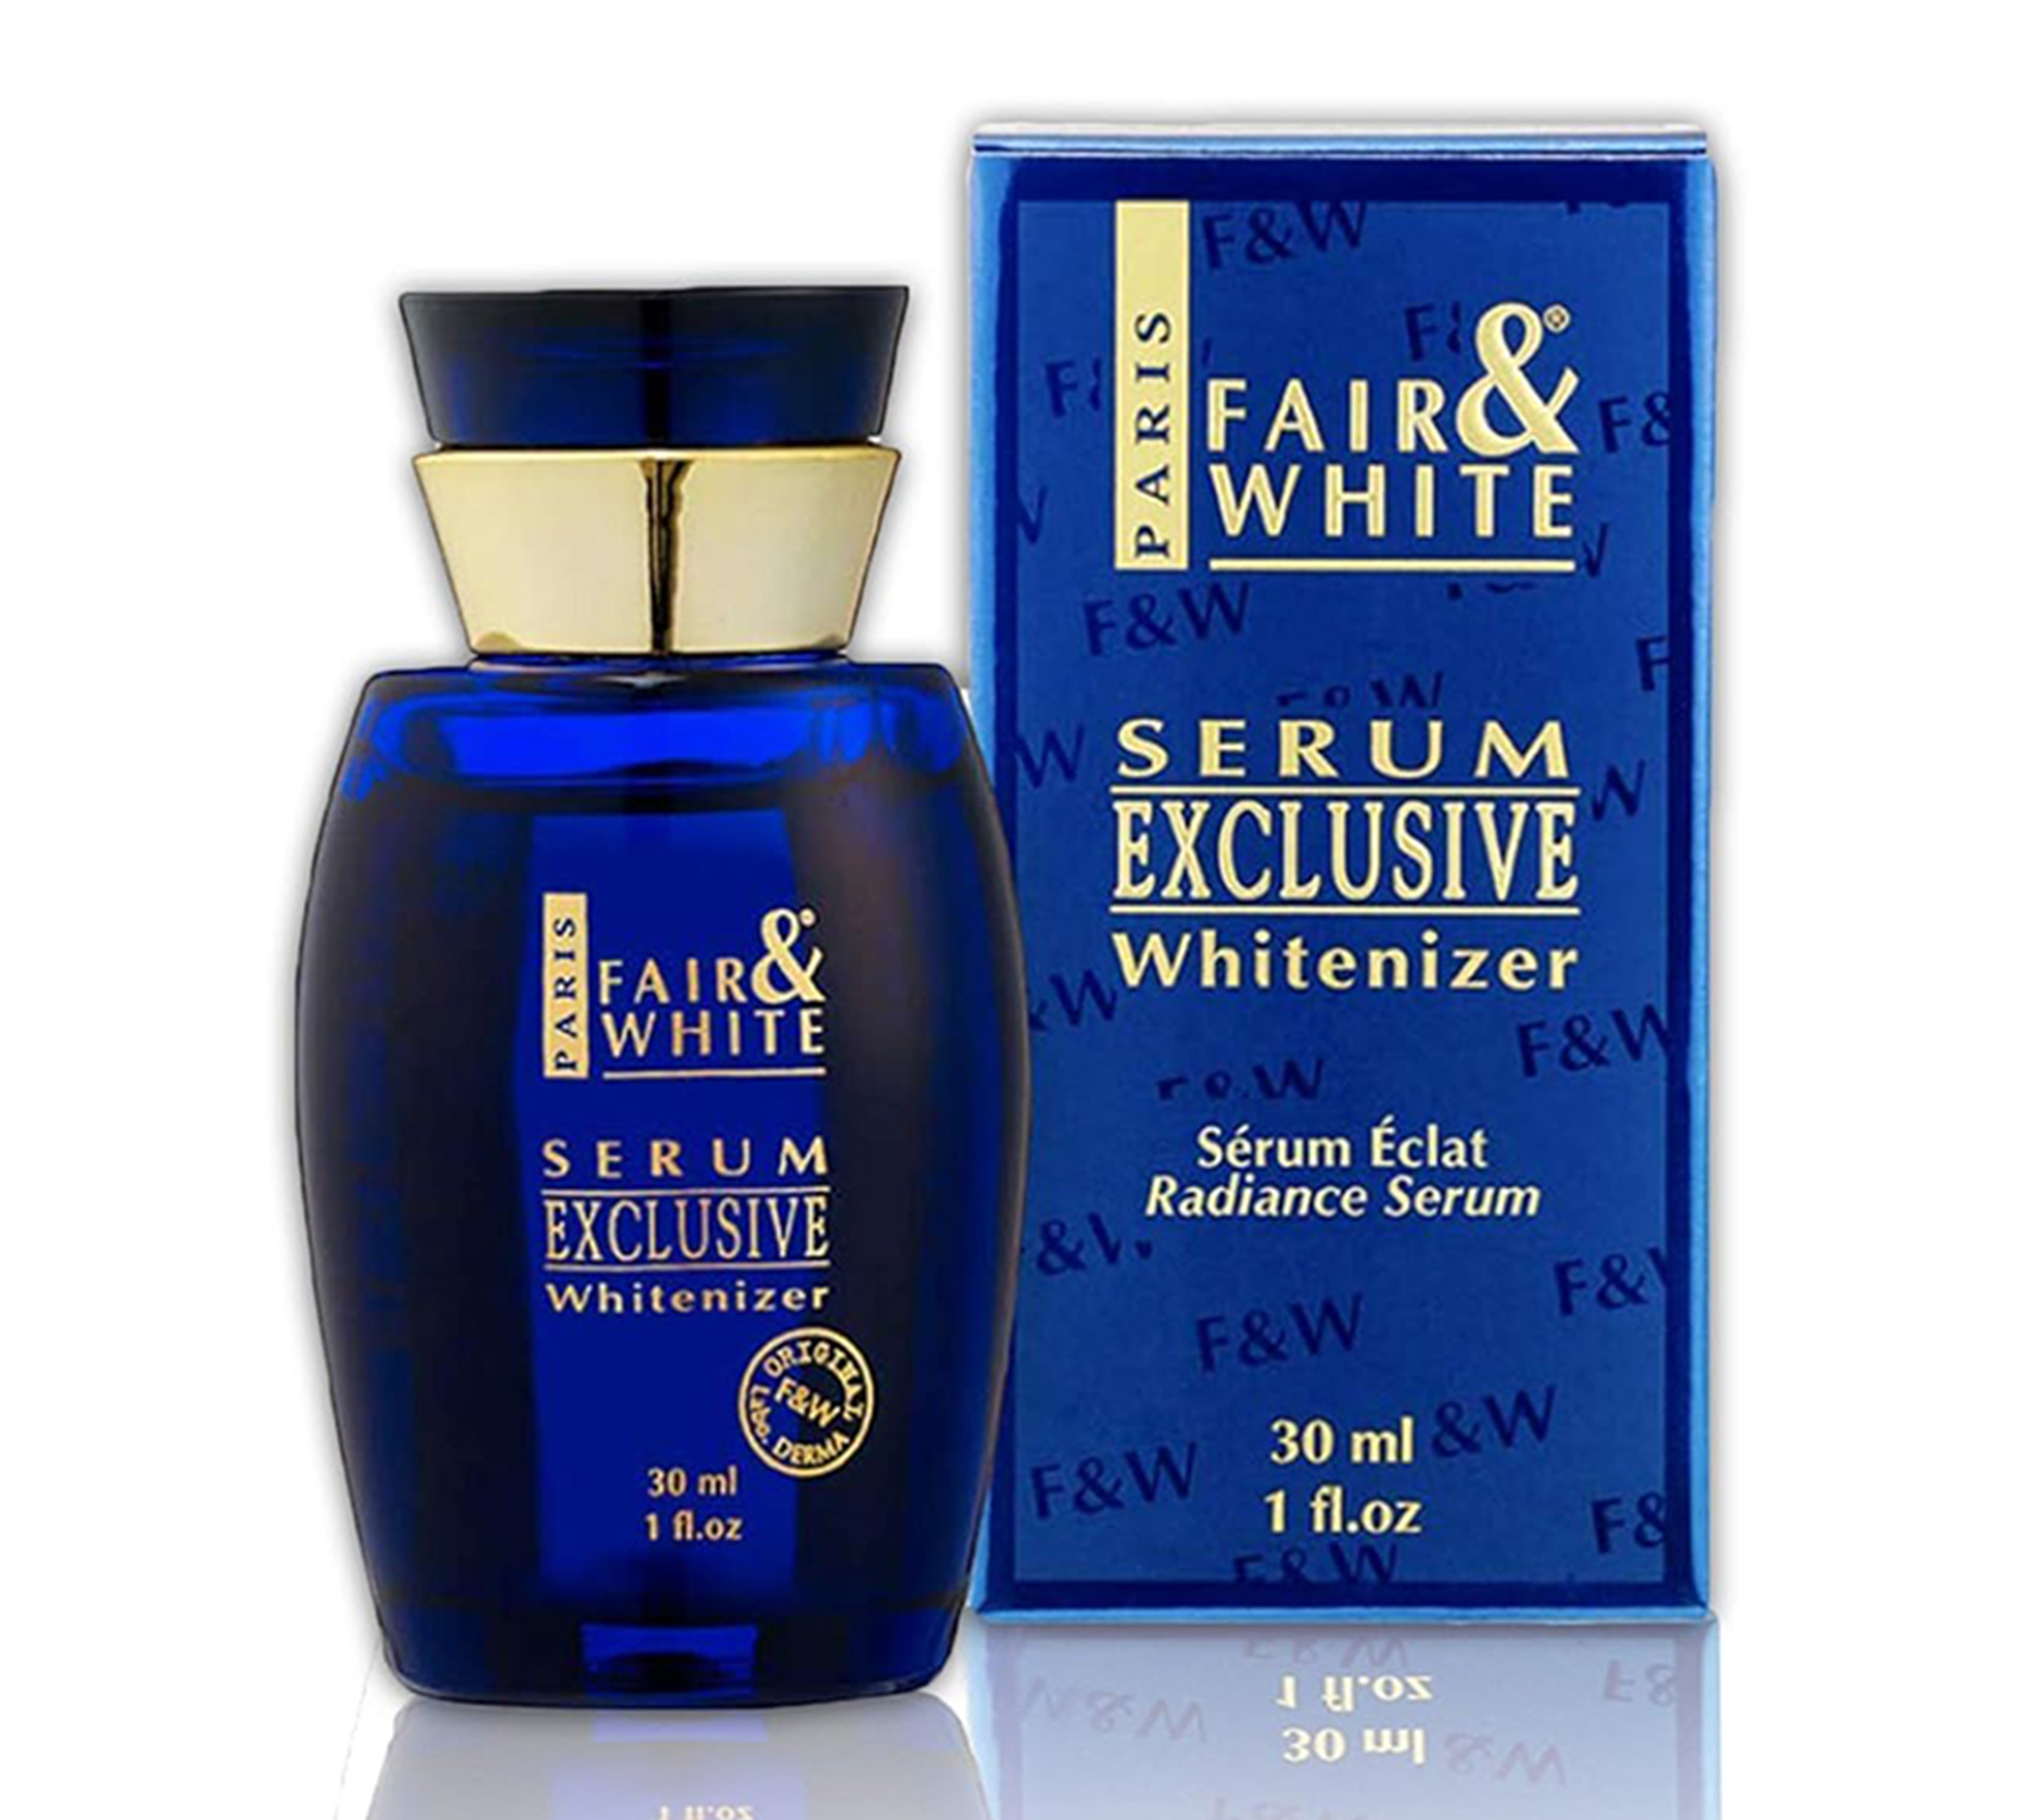 PARIS
FAIR &®
WHITE
SERUM
EXCLUSIVE
Whitenizer
ORIGINAL
F&W
Labo. DERMA
30 ml
1 fl.oz
F&W
PARIS
FAIR &®
WHITE
F&W
SERUM
EXCLUSIVE
Whitenizer
F&W
Sérum Éclat
Radiance Serum
F&W
30 ml
1 fl.oz
F&W